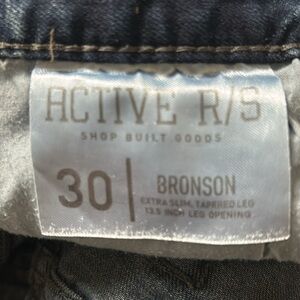 ACTIVE R/S
SHOP BUILT GOODS
30
BRONSON
EXTRA SLIM, TAPERED LEG
13.5 INCH LEG OPENING